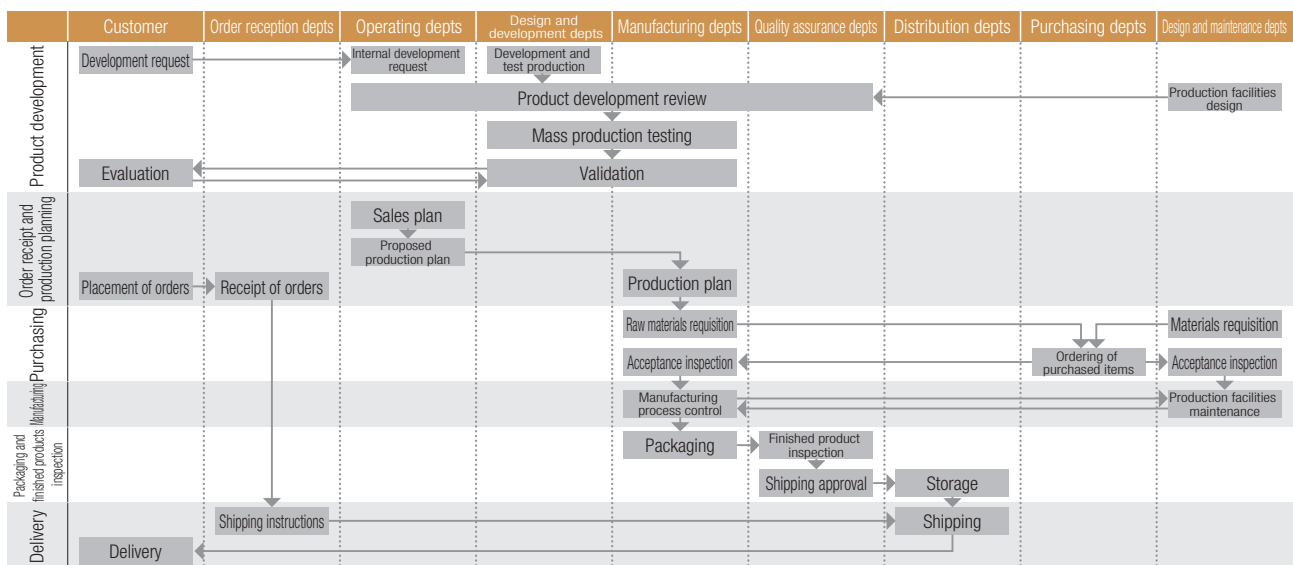 Customer
Order reception depts
Operating depts
Design and
development depts
Manufacturing depts
Quality assurance depts
Distribution depts
Purchasing depts
Design and maintenance depts
Product development
Development request
Internal development
request
Development and
test production
Product development review
Production facilities
design
Mass production testing
Evaluation
Validation
Order receipt and
production planning
Sales plan
Proposed
production plan
Placement of orders
Receipt of orders
Production plan
Purchasing
Raw materials requisition
Materials requisition
Acceptance inspection
Ordering of
purchased items
Acceptance inspection
Manufacturing
Manufacturing
process control
Production facilities
maintenance
Packaging and
finished products
inspection
Packaging
Finished product
inspection
Shipping approval
Storage
Delivery
Shipping instructions
Shipping
Delivery